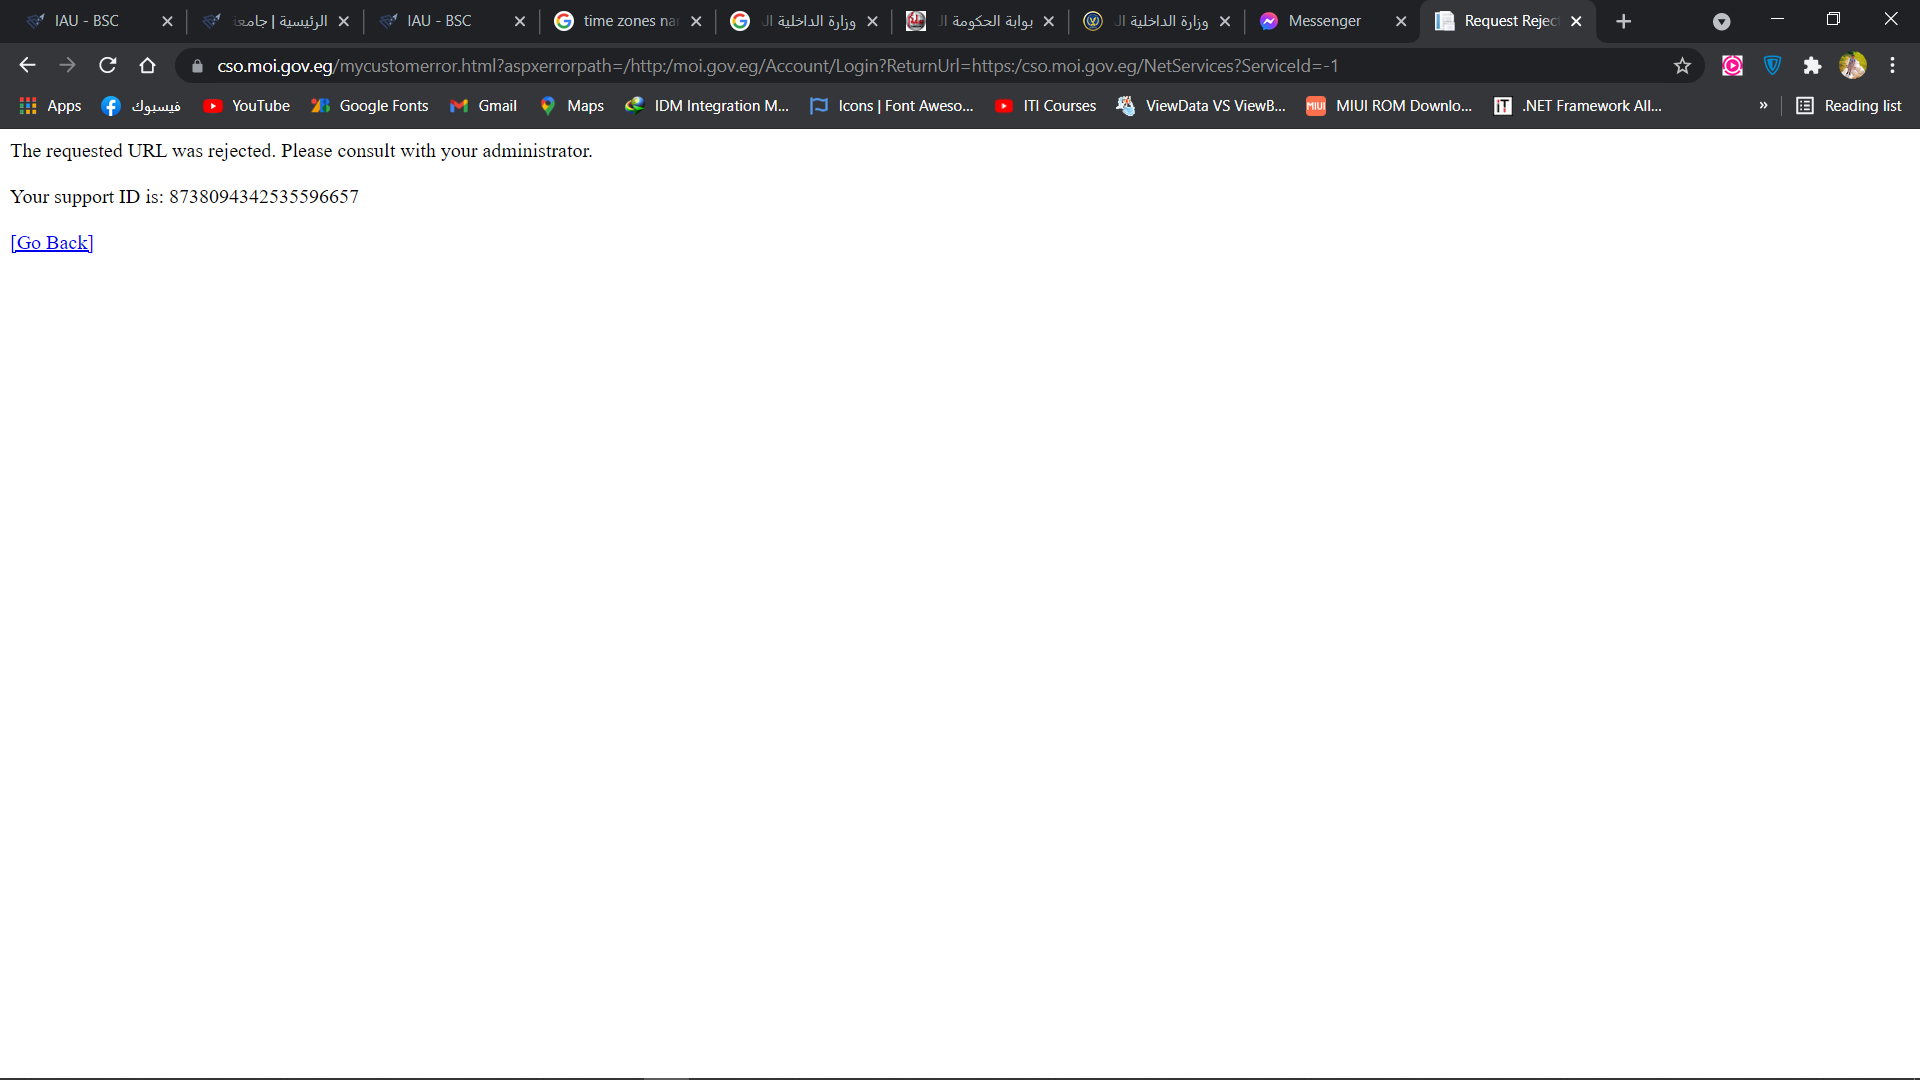 IAU - BSC
الرئيسية | جامعة
IAU - BSC
time zones nar
وزارة الداخلية ال
بوابة الحكومة ال
وزارة الداخلية ال
Messenger
Request Reject
cso.moi.gov.eg/mycustomerror.html?aspxerrorpath=/http:/moi.gov.eg/Account/Login?ReturnUrl=https:/cso.moi.gov.eg/NetServices?ServiceId=-1
Apps
فيسبوك
YouTube
Google Fonts
Gmail
Maps
IDM Integration M...
Icons | Font Aweso...
ITI Courses
ViewData VS ViewB...
MIUI
MIUI ROM Downlo...
iT
.NET Framework All...
»
Reading list
The requested URL was rejected. Please consult with your administrator.
Your support ID is: 8738094342535596657
[Go Back]